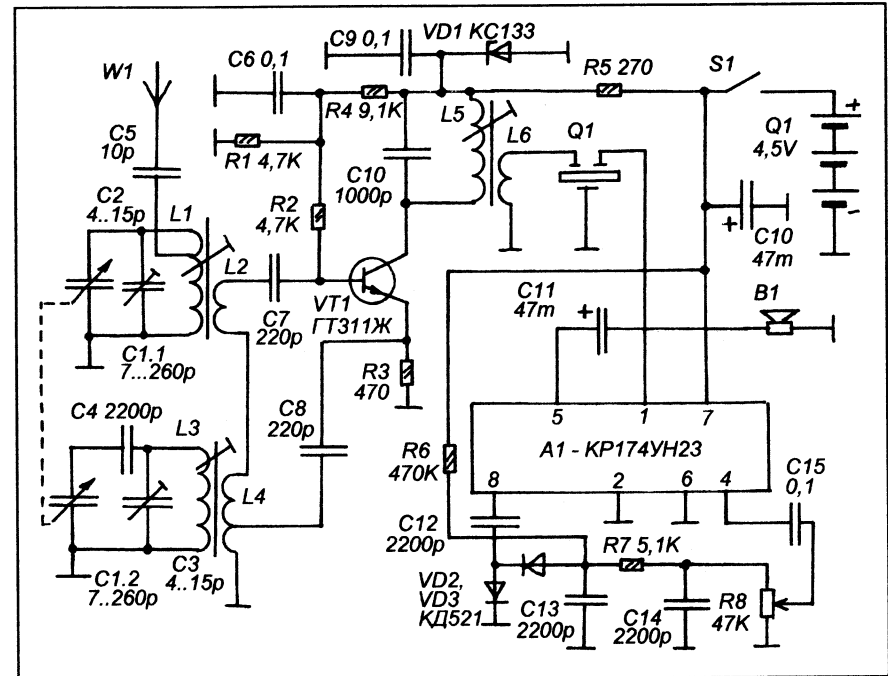 C9 0,1
VD1 KC133
C6 0,1
W1
R5 270
S1
R4 9,1K
L5
L6
Q1
+
Q1
4,5V
-
C5
10p
R1 4,7K
C10
1000p
C2
4..15p
L1
R2
4,7K
L2
+
C10
47m
VT1
ГТ311Ж
C7
220p
C11
47m
+
B1
C1.1
7...260p
R3
470
C4 2200p
L3
C8
220p
5
1
7
A1 - КР174УН23
R6
470K
8
2
6
4
C15
0,1
L4
C12
2200p
R7 5,1K
C3
4..15p
C1.2
7...260p
VD2,
VD3
КД521
C13
2200p
C14
2200p
R8
47K